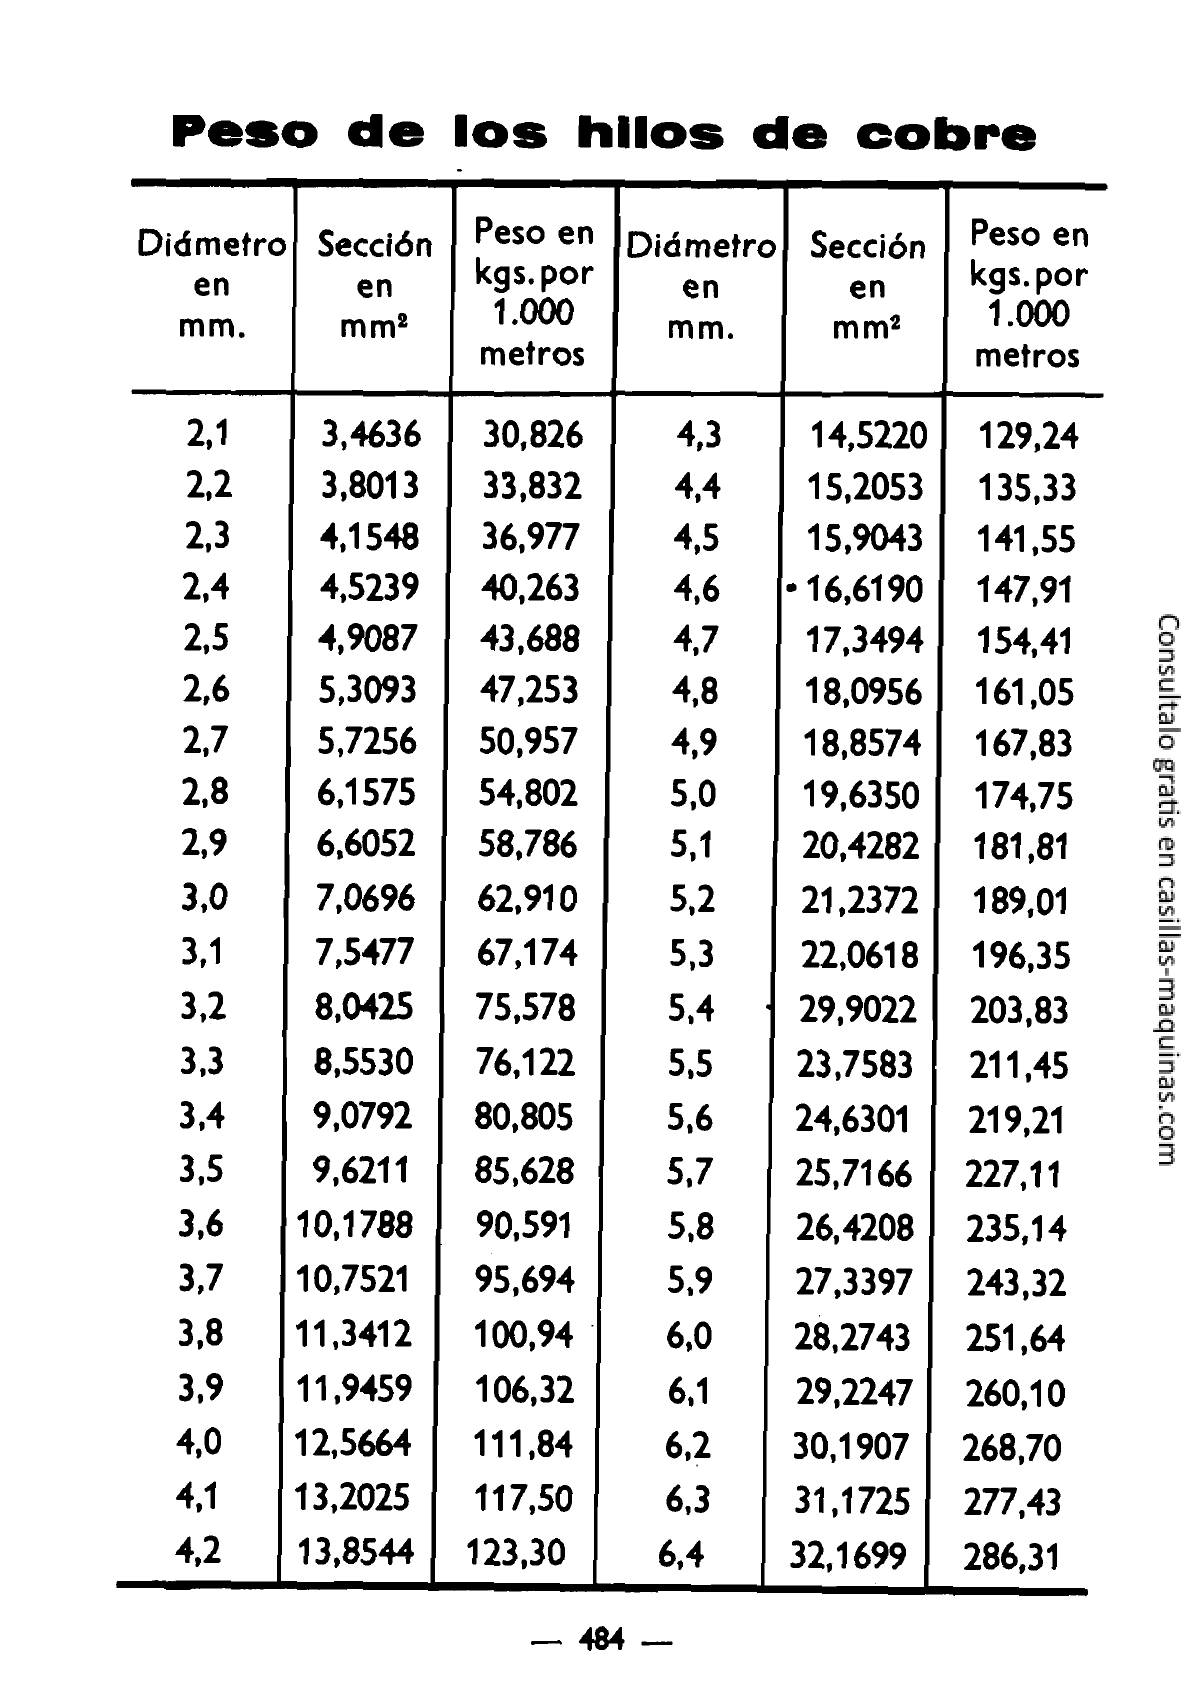 Peso de los hilos de cobre
Diámetro en mm. Sección en mm² Peso en kgs. por 1.000 metros Diámetro en mm. Sección en mm² Peso en kgs. por 1.000 metros
2,1 3,4636 30,826 4,3 14,5220 129,24
2,2 3,8013 33,832 4,4 15,2053 135,33
2,3 4,1548 36,977 4,5 15,9043 141,55
2,4 4,5239 40,263 4,6 16,6190 147,91
2,5 4,9087 43,688 4,7 17,3494 154,41
2,6 5,3093 47,253 4,8 18,0956 161,05
2,7 5,7256 50,957 4,9 18,8574 167,83
2,8 6,1575 54,802 5,0 19,6350 174,75
2,9 6,6052 58,786 5,1 20,4282 181,81
3,0 7,0696 62,910 5,2 21,2372 189,01
3,1 7,5477 67,174 5,3 22,0618 196,35
3,2 8,0425 75,578 5,4 29,9022 203,83
3,3 8,5530 76,122 5,5 23,7583 211,45
3,4 9,0792 80,805 5,6 24,6301 219,21
3,5 9,6211 85,628 5,7 25,7166 227,11
3,6 10,1788 90,591 5,8 26,4208 235,14
3,7 10,7521 95,694 5,9 27,3397 243,32
3,8 11,3412 100,94 6,0 28,2743 251,64
3,9 11,9459 106,32 6,1 29,2247 260,10
4,0 12,5664 111,84 6,2 30,1907 268,70
4,1 13,2025 117,50 6,3 31,1725 277,43
4,2 13,8544 123,30 6,4 32,1699 286,31
— 484 —
Consultalo gratis en casillas-maquinas.com